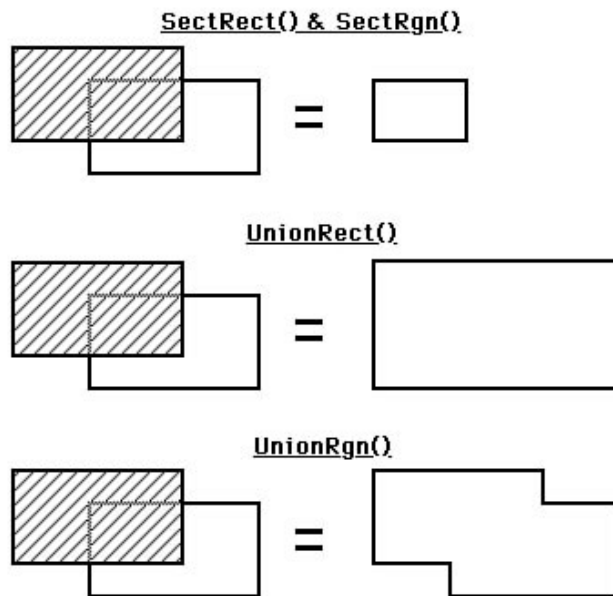 SectRect() & SectRgn()
=
UnionRect()
=
UnionRgn()
=